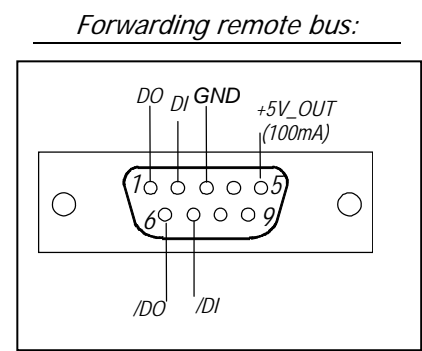 Forwarding remote bus:
DO DI GND +5V_OUT
(100mA)
1 5
6 9
/DO /DI